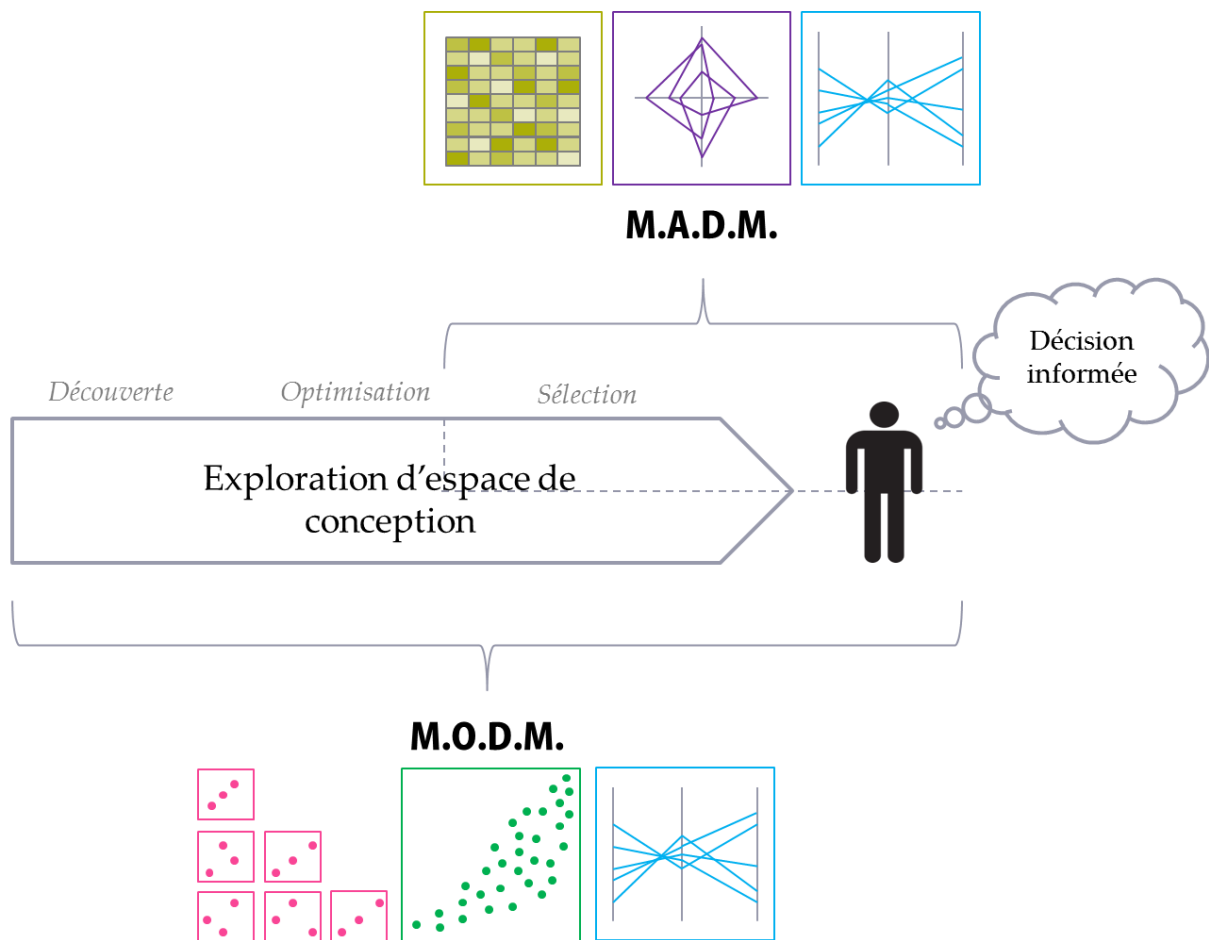 M.A.D.M.
Décision
informée
Découverte
Optimisation
Sélection
Exploration d'espace de
conception
M.O.D.M.